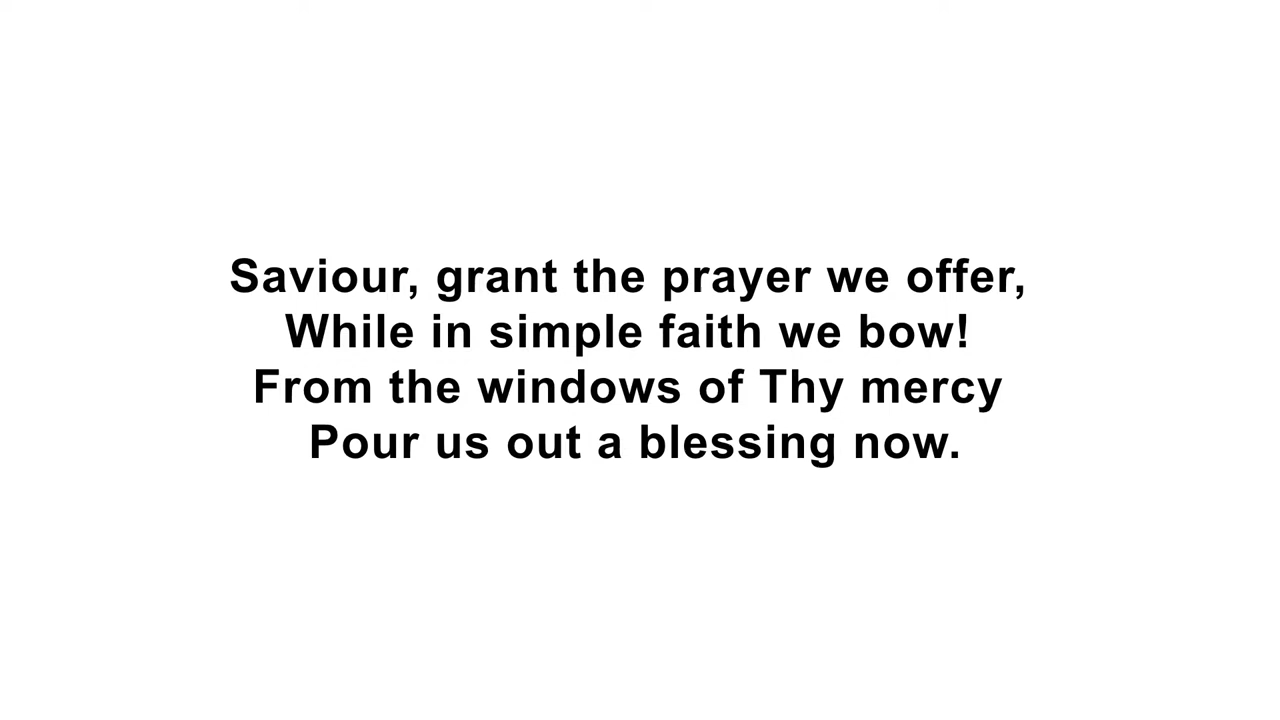 Saviour, grant the prayer we offer,
While in simple faith we bow!
From the windows of Thy mercy
Pour us out a blessing now.